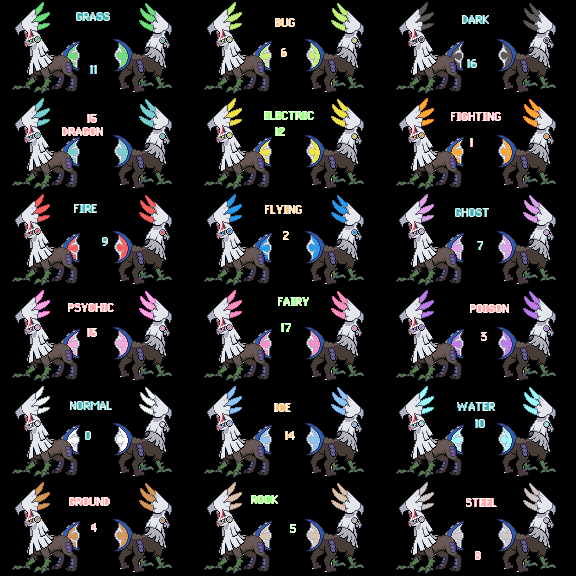 GRASS
11
BUG
6
DARK
16
15
DRAGON
ELECTRIC
12
FIGHTING
1
FIRE
9
FLYING
2
GHOST
7
PSYCHIC
13
FAIRY
17
POISON
3
NORMAL
0
ICE
14
WATER
10
GROUND
4
ROCK
5
STEEL
8